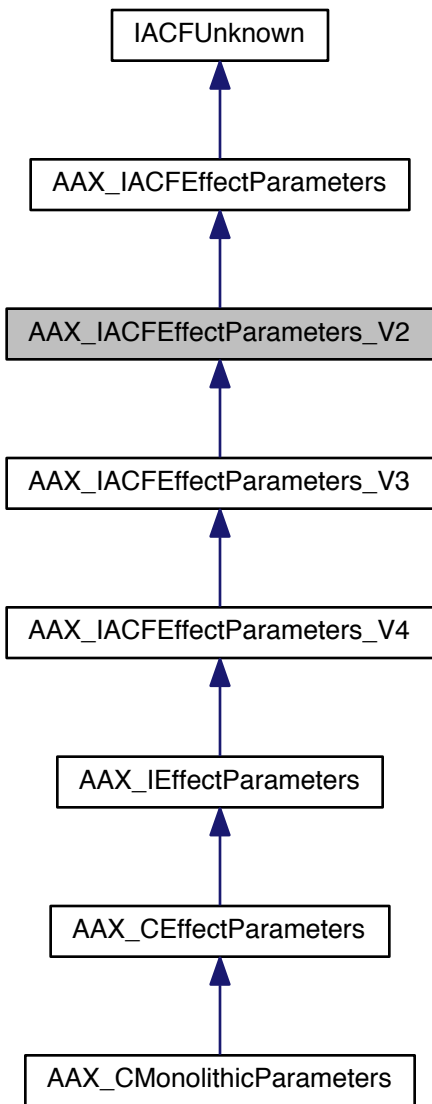 IACFUnknown
AAX_IACFEffectParameters
AAX_IACFEffectParameters_V2
AAX_IACFEffectParameters_V3
AAX_IACFEffectParameters_V4
AAX_IEffectParameters
AAX_CEffectParameters
AAX_CMonolithicParameters